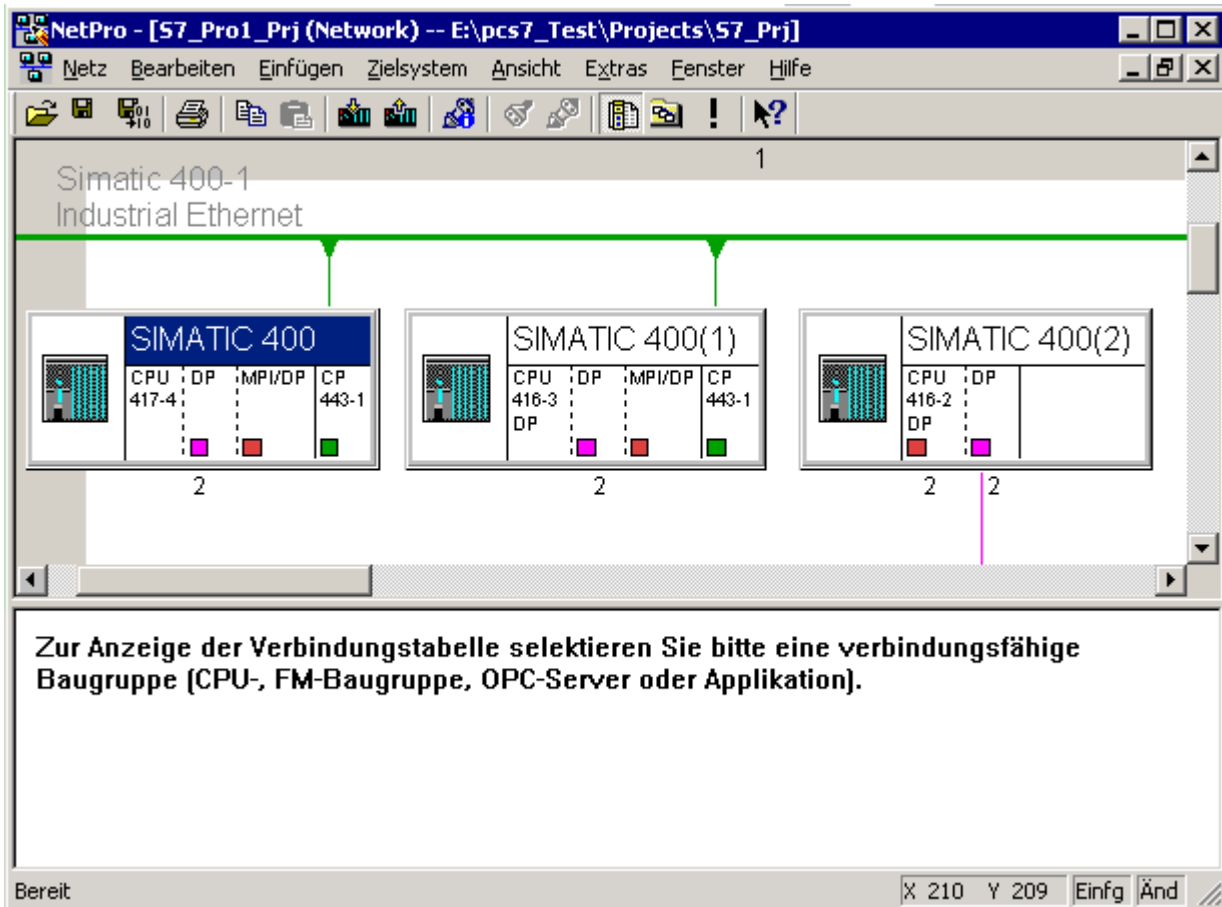 NetPro - [S7_Pro1_Prj (Network) -- E:\pcs7_Test\Projects\S7_Prj]
Netz Bearbeiten Einfügen Zielsystem Ansicht Extras Fenster Hilfe
1
Simatic 400-1
Industrial Ethernet
SIMATIC 400
CPU 417-4
DP
MPI/DP
CP 443-1
2
SIMATIC 400(1)
CPU 416-3 DP
DP
MPI/DP
CP 443-1
2
SIMATIC 400(2)
CPU 416-2 DP
DP
2
2
Zur Anzeige der Verbindungstabelle selektieren Sie bitte eine verbindungsfähige
Baugruppe (CPU-, FM-Baugruppe, OPC-Server oder Applikation).
Bereit
X 210 Y 209 Einfg Änd